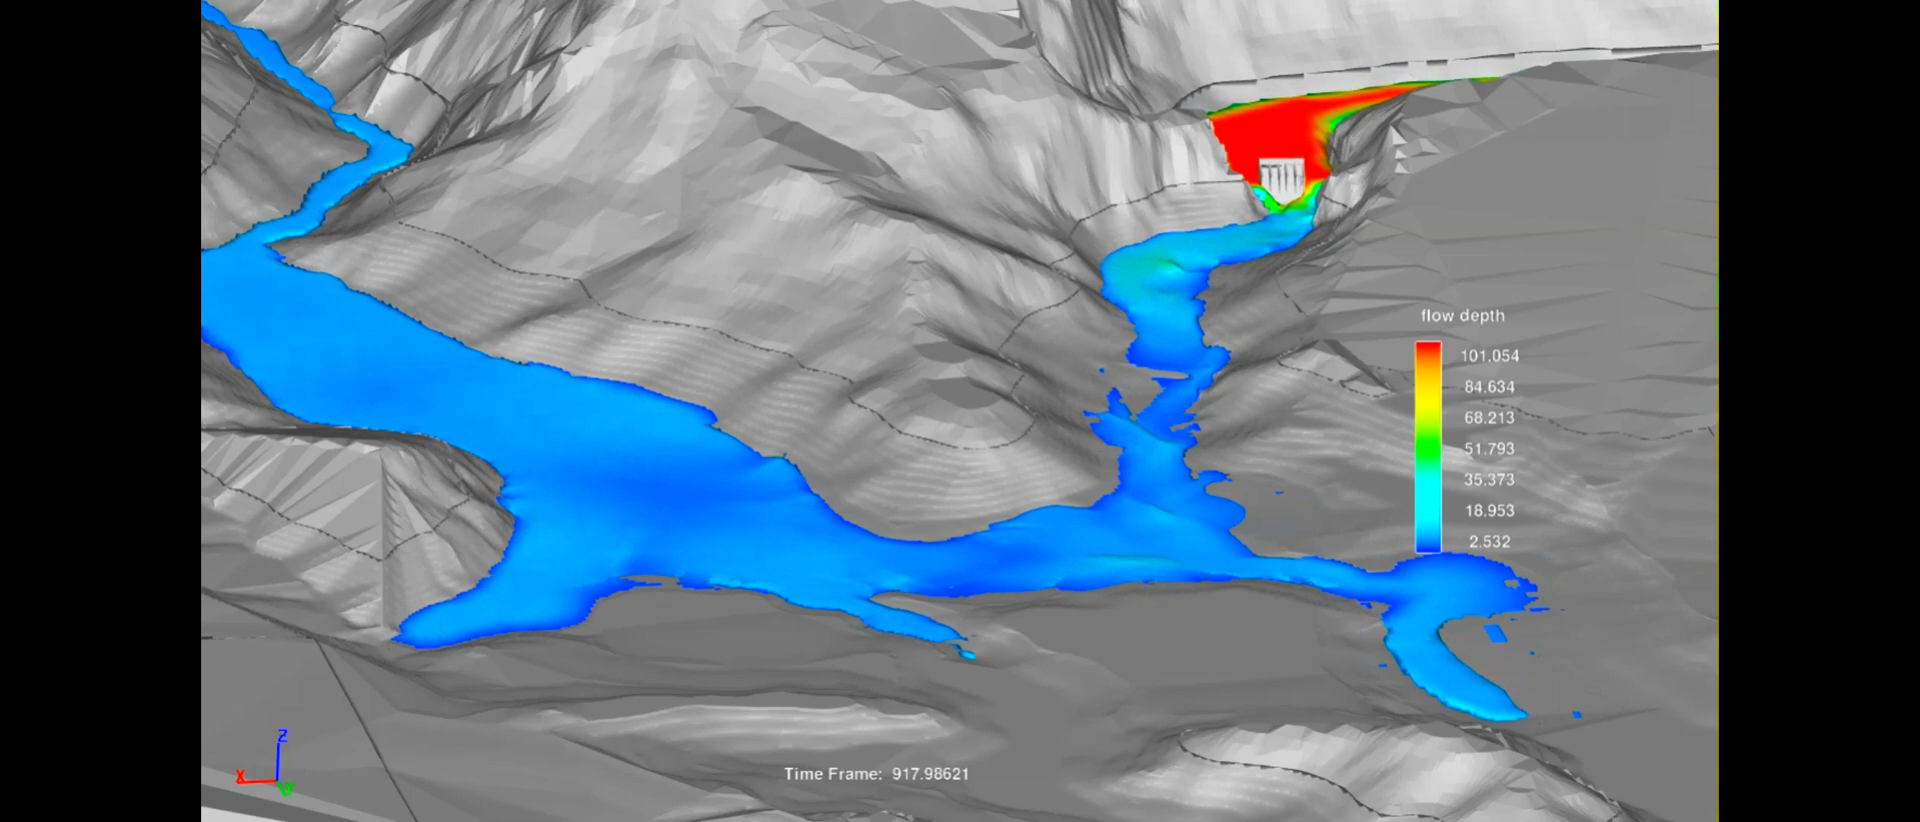 flow depth
101.054
84.634
68.213
51.793
35.373
18.953
2.532
Z
X
Time Frame: 917.98621